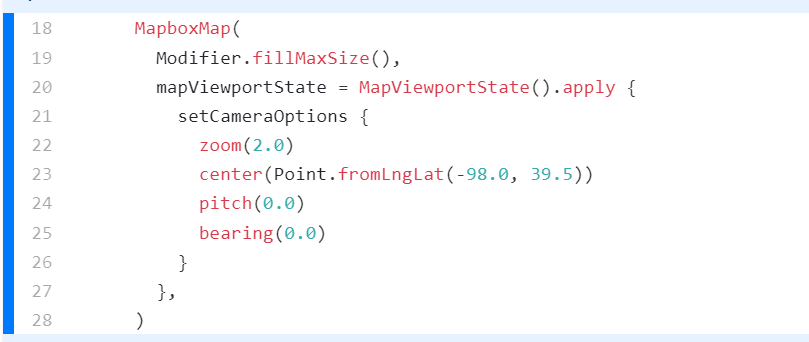 18 MapboxMap(
19 Modifier.fillMaxSize(),
20 mapViewportState = MapViewportState().apply {
21 setCameraOptions {
22 zoom(2.0)
23 center(Point.fromLngLat(-98.0, 39.5))
24 pitch(0.0)
25 bearing(0.0)
26 }
27 },
28 )